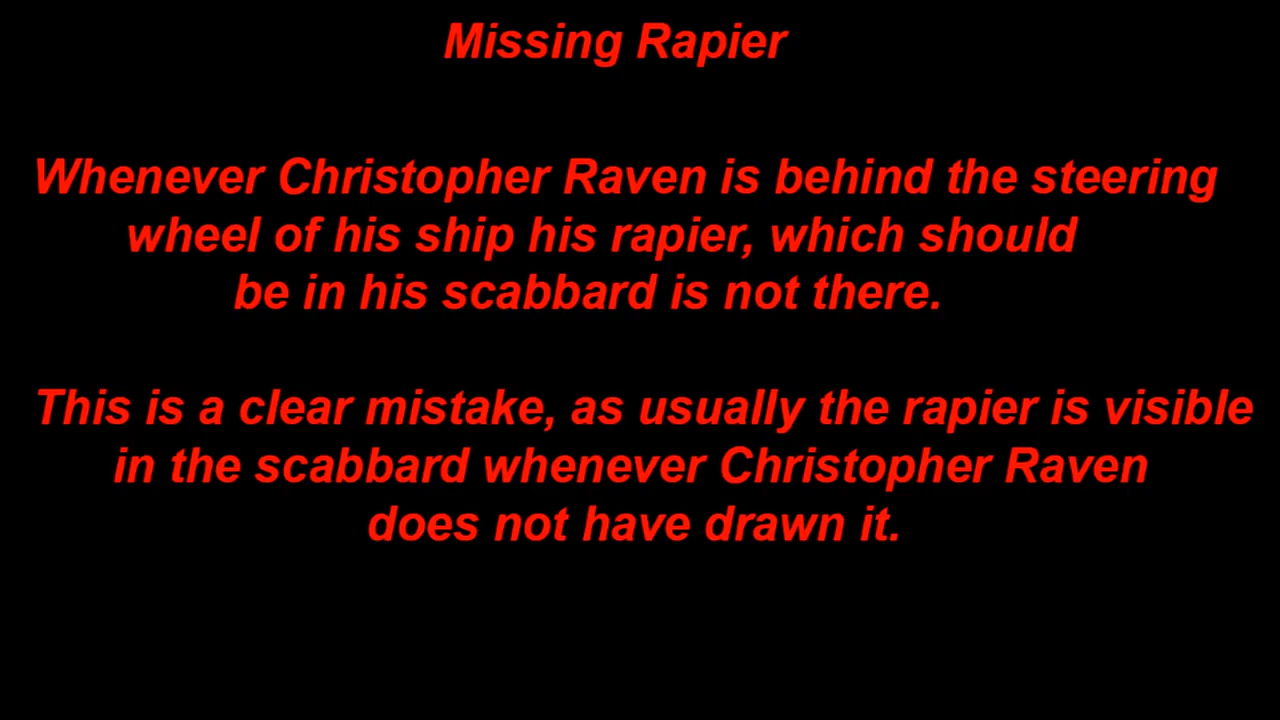 Missing Rapier
Whenever Christopher Raven is behind the steering
wheel of his ship his rapier, which should
be in his scabbard is not there.
This is a clear mistake, as usually the rapier is visible
in the scabbard whenever Christopher Raven
does not have drawn it.